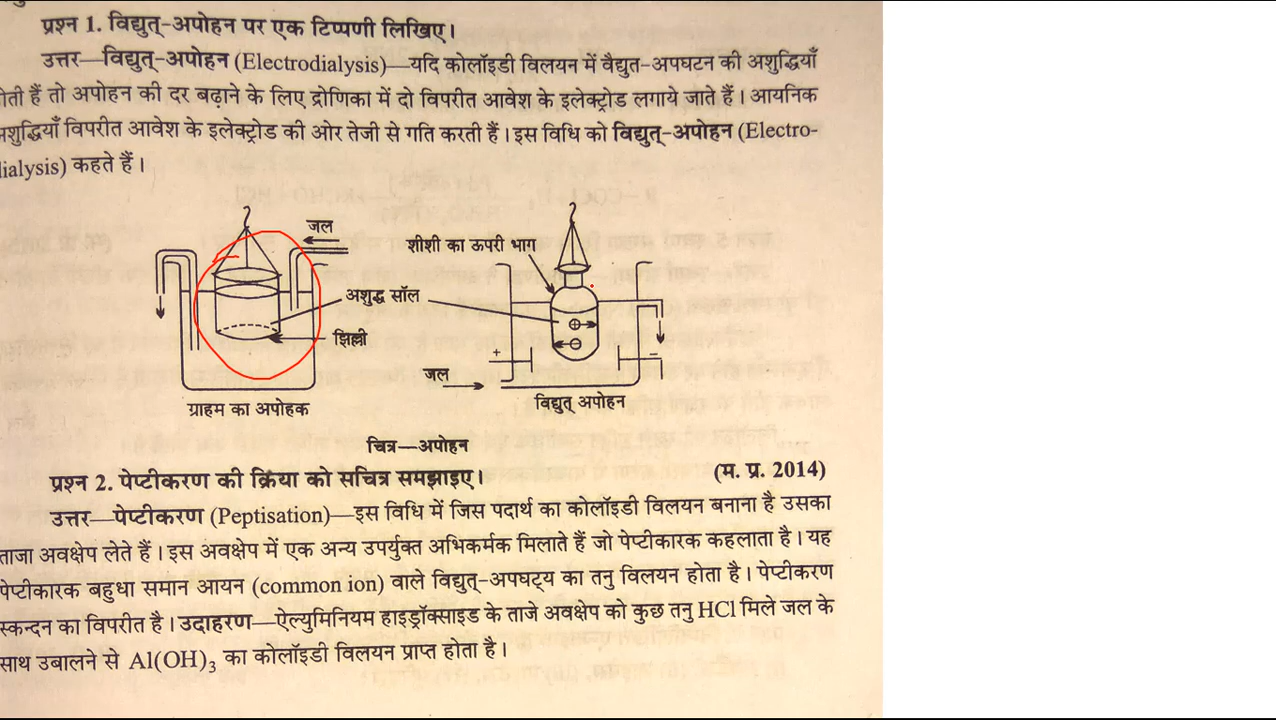 प्रश्न 1. विद्युत्-अपोहन पर एक टिप्पणी लिखिए।
उत्तर—विद्युत्-अपोहन (Electrodialysis)—यदि कोलॉइडी विलयन में वैद्युत-अपघटन की अशुद्धियाँ
होती हैं तो अपोहन की दर बढ़ाने के लिए द्रोणिका में दो विपरीत आवेश के इलेक्ट्रोड लगाये जाते हैं। आयनिक
अशुद्धियाँ विपरीत आवेश के इलेक्ट्रोड की ओर तेजी से गति करती हैं। इस विधि को विद्युत्-अपोहन (Electro-
dialysis) कहते हैं।
जल
शीशी का ऊपरी भाग
अशुद्ध सॉल
झिल्ली
+
–
जल
ग्राहम का अपोहक
विद्युत् अपोहन
चित्र—अपोहन
प्रश्न 2. पेप्टीकरण की क्रिया को सचित्र समझाइए। (म. प्र. 2014)
उत्तर—पेप्टीकरण (Peptisation)—इस विधि में जिस पदार्थ का कोलॉइडी विलयन बनाना है उसका
ताजा अवक्षेप लेते हैं। इस अवक्षेप में एक अन्य उपर्युक्त अभिकर्मक मिलाते हैं जो पेप्टीकारक कहलाता है। यह
पेप्टीकारक बहुधा समान आयन (common ion) वाले विद्युत्-अपघट्य का तनु विलयन होता है। पेप्टीकरण
स्कन्दन का विपरीत है। उदाहरण—ऐल्युमिनियम हाइड्रॉक्साइड के ताजे अवक्षेप को कुछ तनु HCl मिले जल के
साथ उबालने से Al(OH)₃ का कोलॉइडी विलयन प्राप्त होता है।